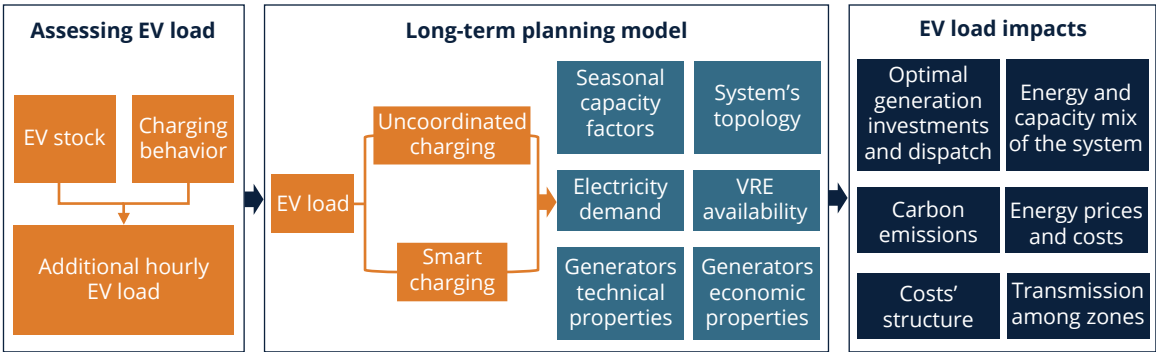 Assessing EV load
EV stock
Charging
behavior
Additional hourly
EV load
Long-term planning model
EV load
Uncoordinated
charging
Smart
charging
Seasonal
capacity
factors
System's
topology
Electricity
demand
VRE
availability
Generators
technical
properties
Generators
economic
properties
EV load impacts
Optimal
generation
investments
and dispatch
Energy and
capacity mix
of the system
Carbon
emissions
Energy prices
and costs
Costs'
structure
Transmission
among zones